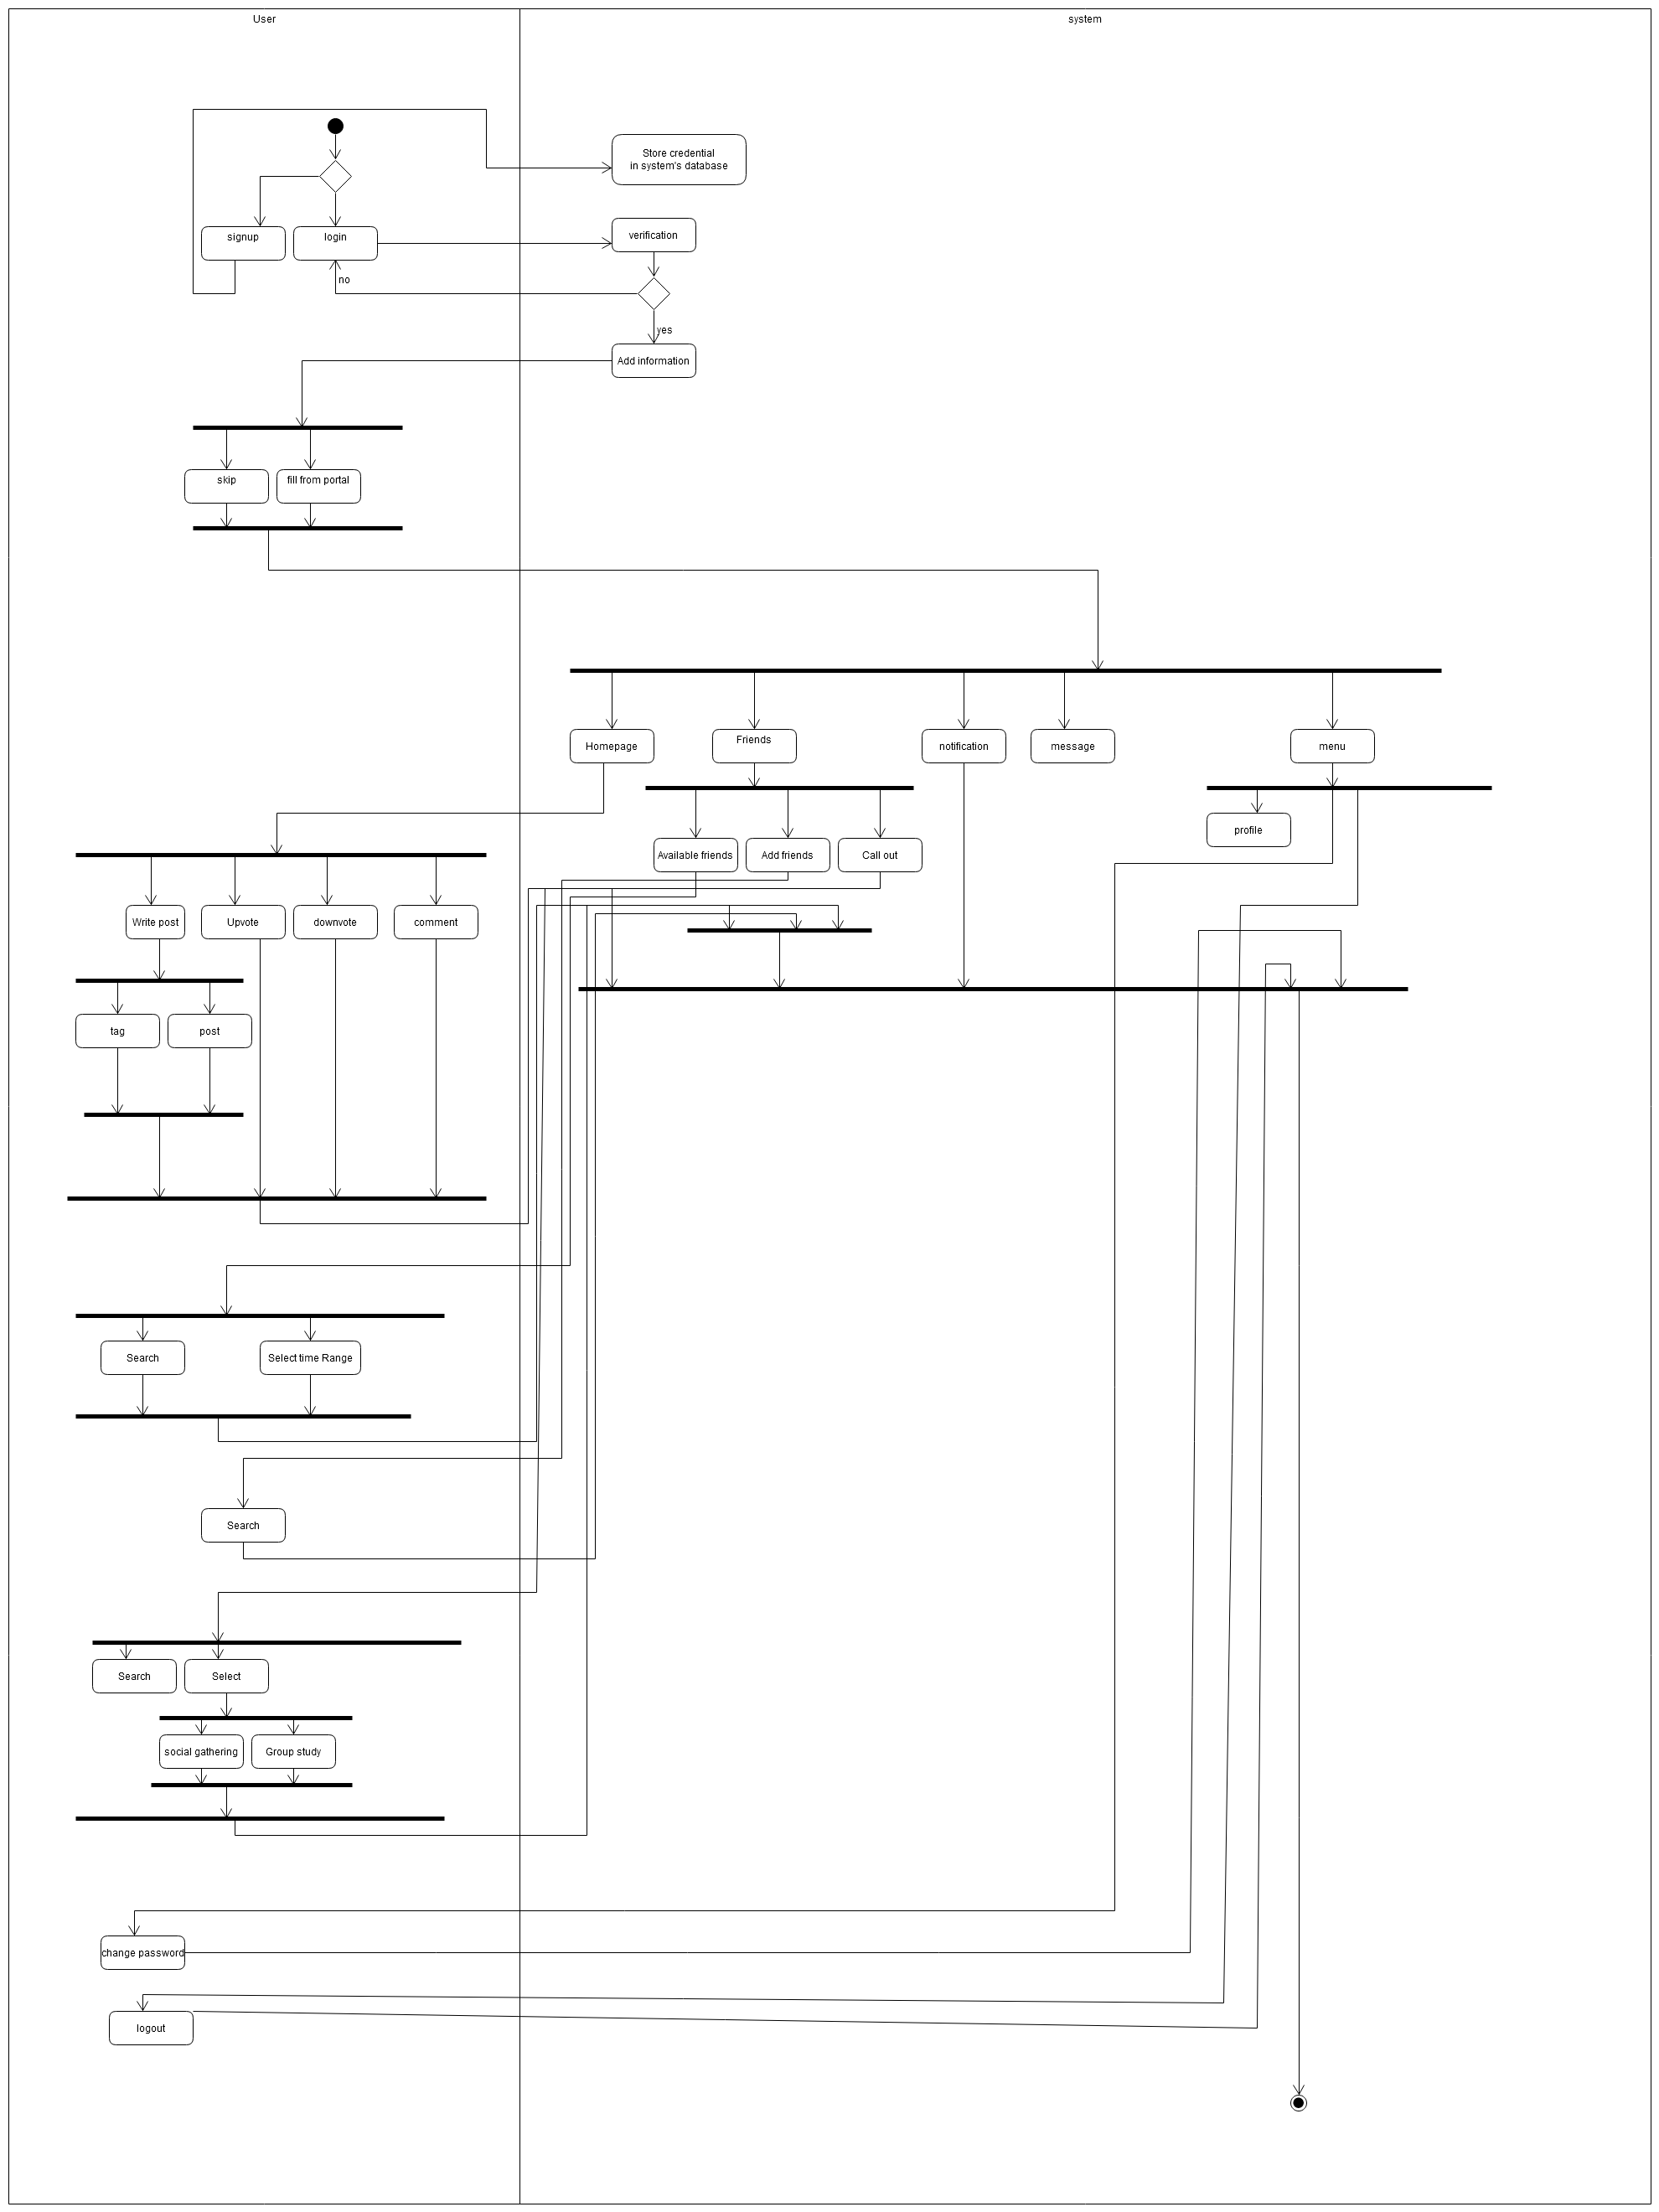 User
system
Store credential
in system's database
signup
login
verification
no
yes
Add information
skip
fill from portal
Homepage
Friends
notification
message
menu
profile
Available friends
Add friends
Call out
Write post
Upvote
downvote
comment
tag
post
Search
Select time Range
Search
Search
Select
social gathering
Group study
change password
logout